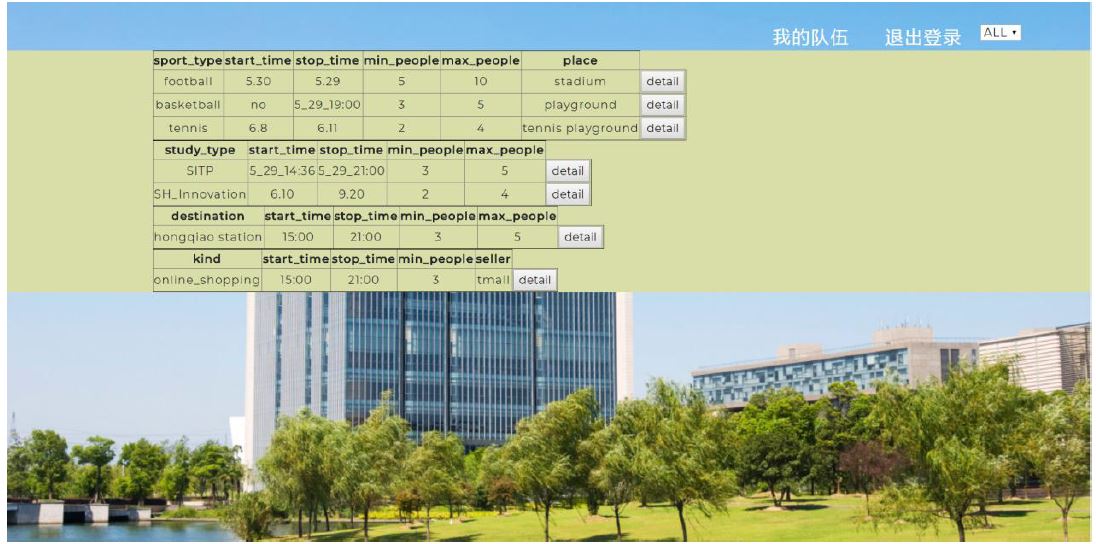 我的队伍 退出登录 ALL
sport_type start_time stop_time min_people max_people place
football 5.30 5.29 5 10 stadium detail
basketball no 5_29_19:00 3 5 playground detail
tennis 6.8 6.11 2 4 tennis playground detail
study_type start_time stop_time min_people max_people
SITP 5_29_14:36 5_29_21:00 3 5 detail
SH_Innovation 6.10 9.20 2 4 detail
destination start_time stop_time min_people max_people
hongqiao station 15:00 21:00 3 5 detail
kind start_time stop_time min_people seller
online_shopping 15:00 21:00 3 tmall detail